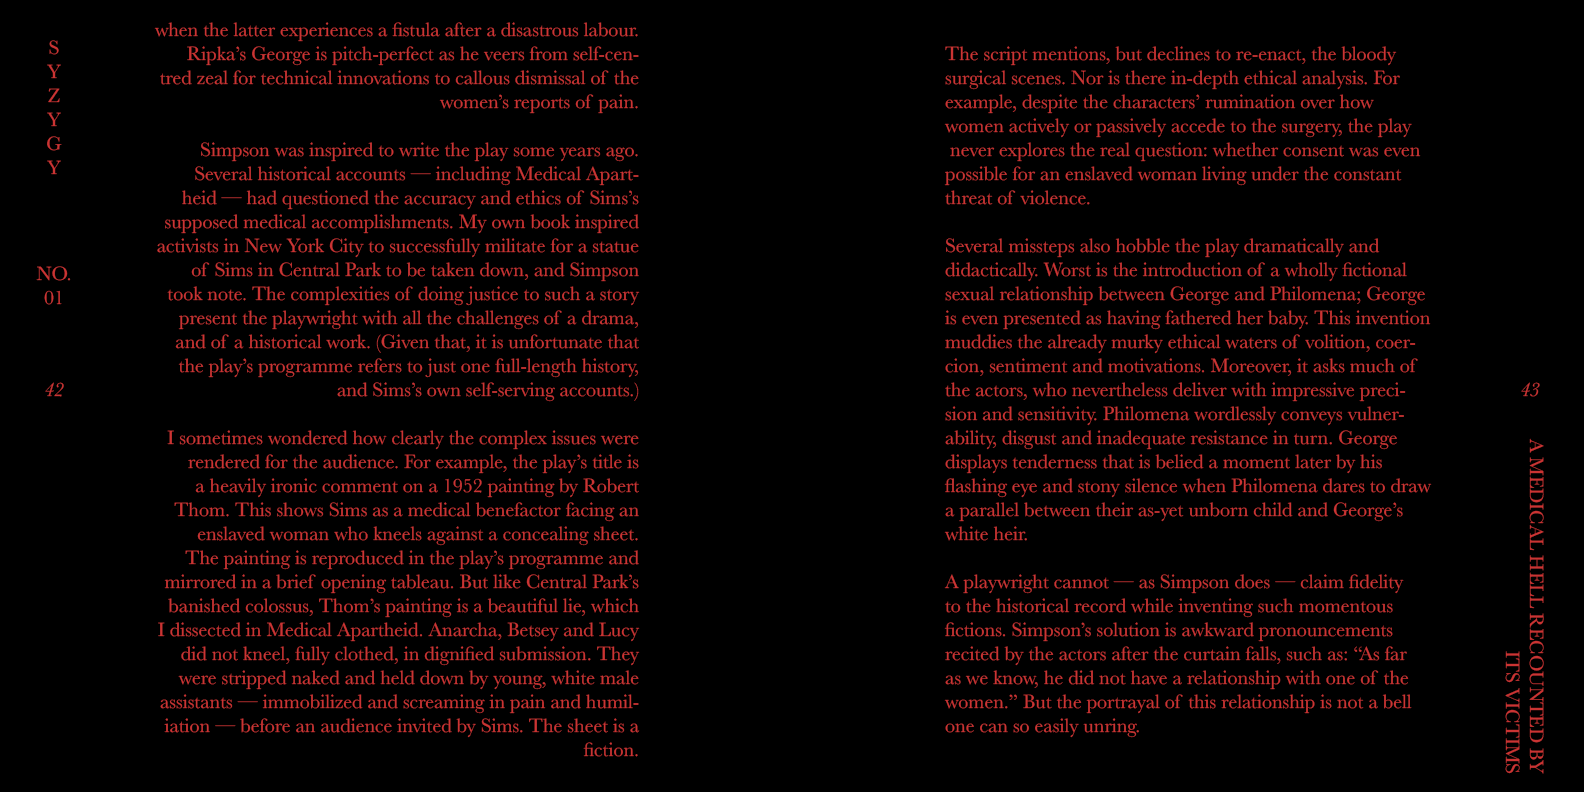 S
Y
Z
Y
G
Y
NO.
01
42
when the latter experiences a fistula after a disastrous labour.
Ripka’s George is pitch-perfect as he veers from self-cen-
tred zeal for technical innovations to callous dismissal of the
women’s reports of pain.
Simpson was inspired to write the play some years ago.
Several historical accounts — including Medical Apart-
heid — had questioned the accuracy and ethics of Sims’s
supposed medical accomplishments. My own book inspired
activists in New York City to successfully militate for a statue
of Sims in Central Park to be taken down, and Simpson
took note. The complexities of doing justice to such a story
present the playwright with all the challenges of a drama,
and of a historical work. (Given that, it is unfortunate that
the play’s programme refers to just one full-length history,
and Sims’s own self-serving accounts.)
I sometimes wondered how clearly the complex issues were
rendered for the audience. For example, the play’s title is
a heavily ironic comment on a 1952 painting by Robert
Thom. This shows Sims as a medical benefactor facing an
enslaved woman who kneels against a concealing sheet.
The painting is reproduced in the play’s programme and
mirrored in a brief opening tableau. But like Central Park’s
banished colossus, Thom’s painting is a beautiful lie, which
I dissected in Medical Apartheid. Anarcha, Betsey and Lucy
did not kneel, fully clothed, in dignified submission. They
were stripped naked and held down by young, white male
assistants — immobilized and screaming in pain and humil-
iation — before an audience invited by Sims. The sheet is a
fiction.
The script mentions, but declines to re-enact, the bloody
surgical scenes. Nor is there in-depth ethical analysis. For
example, despite the characters’ rumination over how
women actively or passively accede to the surgery, the play
never explores the real question: whether consent was even
possible for an enslaved woman living under the constant
threat of violence.
Several missteps also hobble the play dramatically and
didactically. Worst is the introduction of a wholly fictional
sexual relationship between George and Philomena; George
is even presented as having fathered her baby. This invention
muddies the already murky ethical waters of volition, coer-
cion, sentiment and motivations. Moreover, it asks much of
the actors, who nevertheless deliver with impressive preci-
sion and sensitivity. Philomena wordlessly conveys vulner-
ability, disgust and inadequate resistance in turn. George
displays tenderness that is belied a moment later by his
flashing eye and stony silence when Philomena dares to draw
a parallel between their as-yet unborn child and George’s
white heir.
A playwright cannot — as Simpson does — claim fidelity
to the historical record while inventing such momentous
fictions. Simpson’s solution is awkward pronouncements
recited by the actors after the curtain falls, such as: “As far
as we know, he did not have a relationship with one of the
women.” But the portrayal of this relationship is not a bell
one can so easily unring.
43
A MEDICAL HELL RECOUNTED BY
ITS VICTIMS